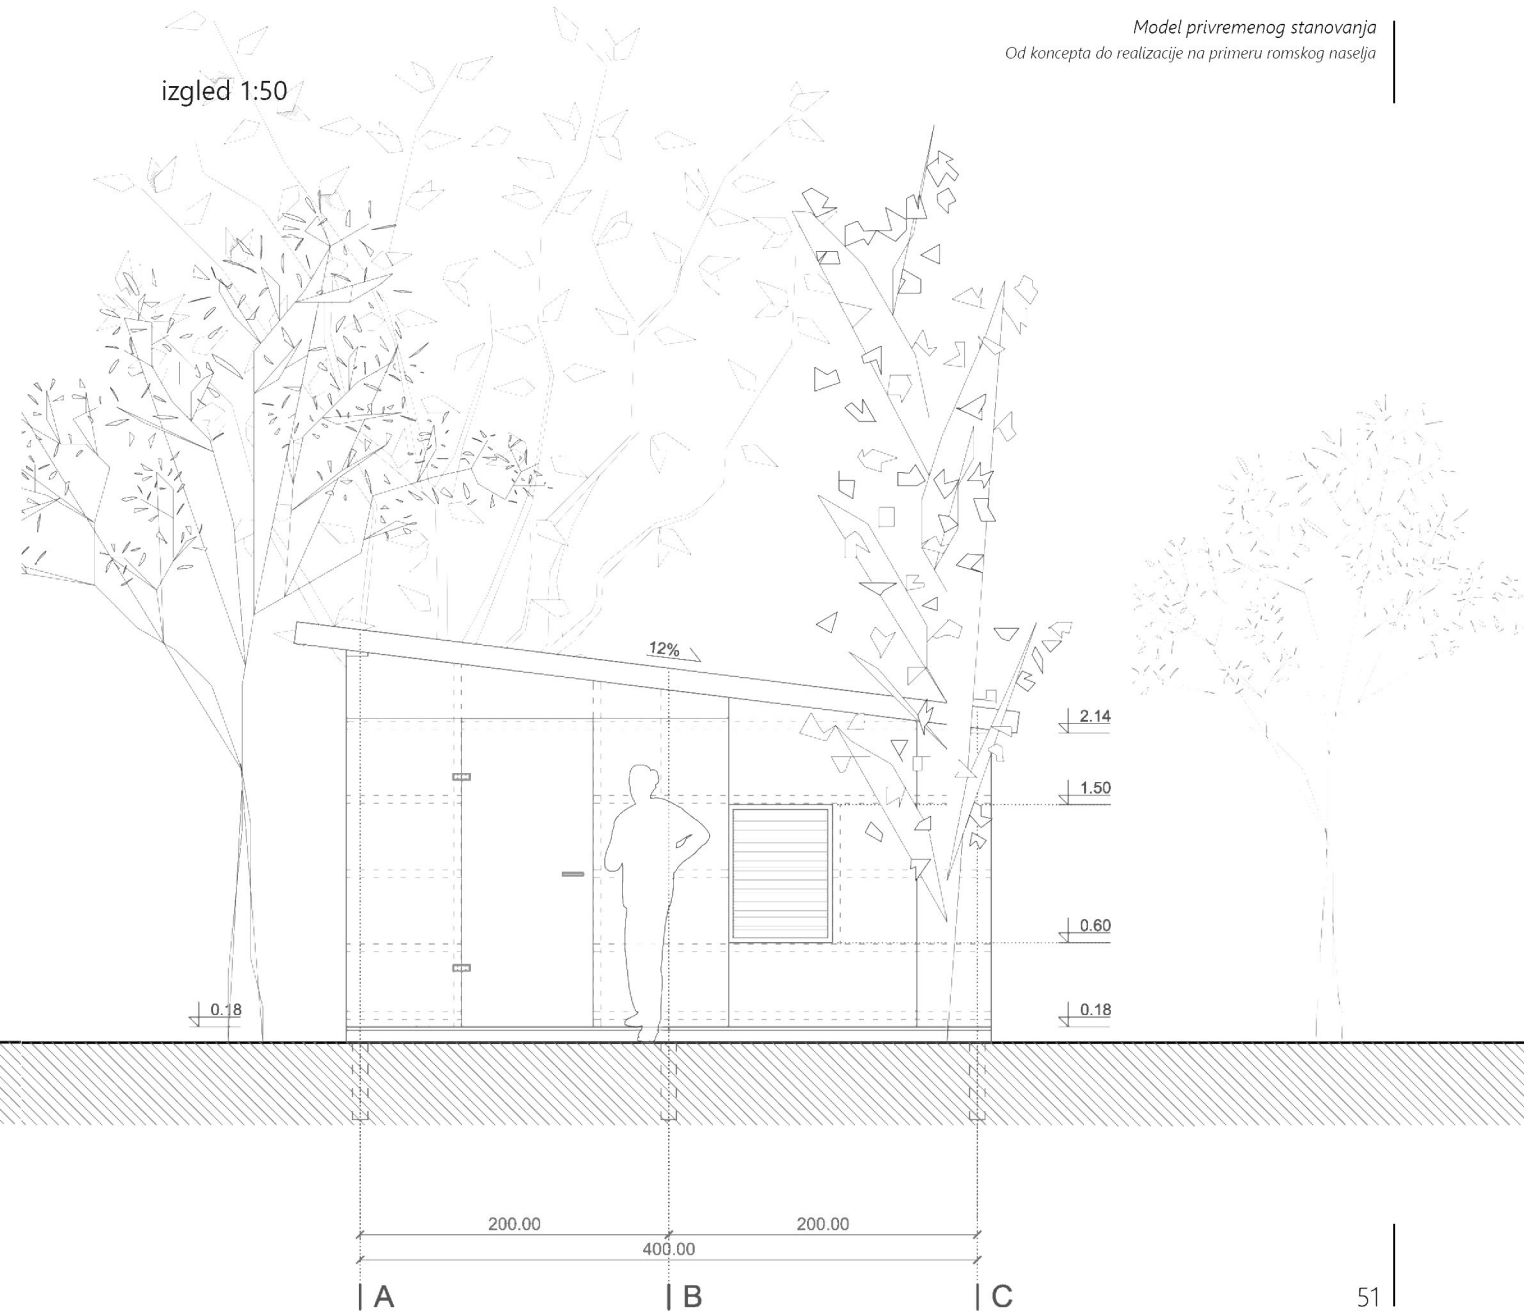 Model privremenog stanovanja
Od koncepta do realizacije na primeru romskog naselja
izgled 1:50
12%
2.14
1.50
0.60
0.18
0.18
200.00
200.00
400.00
A
B
C
51